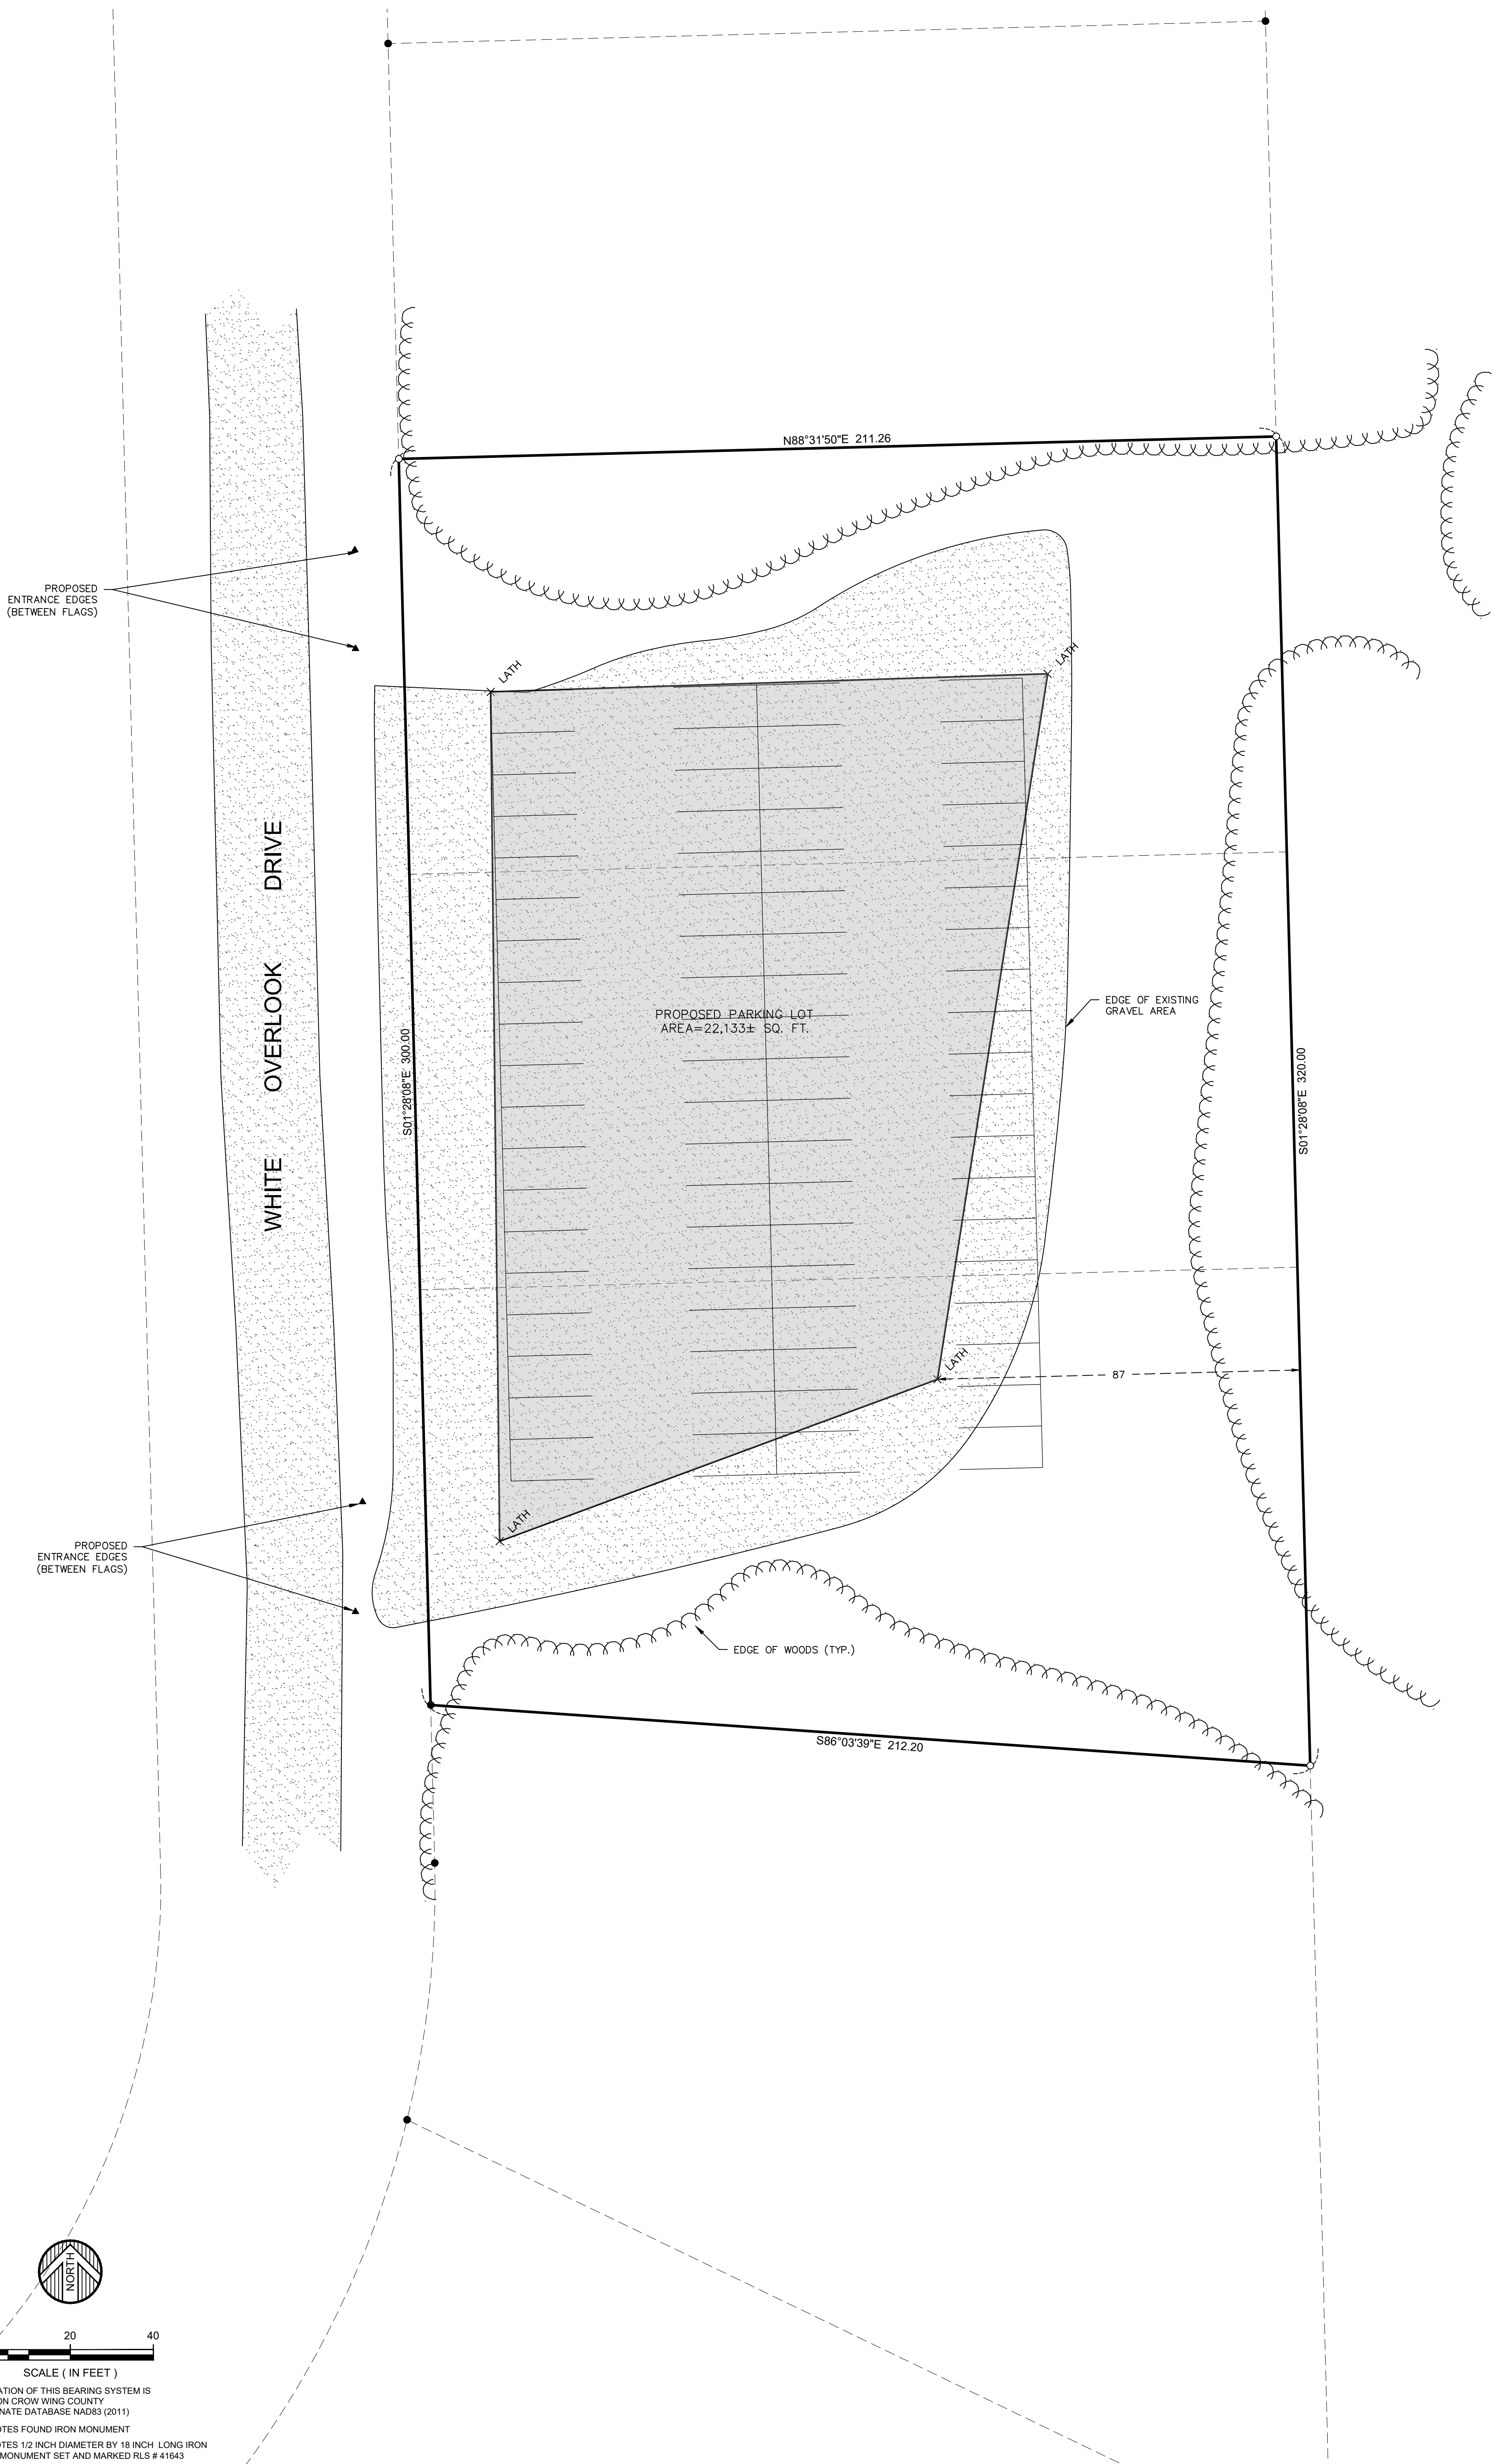 N88°31'50"E 211.26
PROPOSED
ENTRANCE EDGES
(BETWEEN FLAGS)
LATH
LATH
WHITE OVERLOOK DRIVE
S01°28'08"E 300.00
PROPOSED PARKING LOT
AREA=22,133± SQ. FT.
EDGE OF EXISTING
GRAVEL AREA
S01°28'08"E 320.00
LATH
87
LATH
PROPOSED
ENTRANCE EDGES
(BETWEEN FLAGS)
EDGE OF WOODS (TYP.)
S86°03'39"E 212.20
NORTH
20 40
SCALE ( IN FEET )
ATION OF THIS BEARING SYSTEM IS
ON CROW WING COUNTY
NATE DATABASE NAD83 (2011)
OTES FOUND IRON MONUMENT
OTES 1/2 INCH DIAMETER BY 18 INCH LONG IRON
MONUMENT SET AND MARKED RLS # 41643